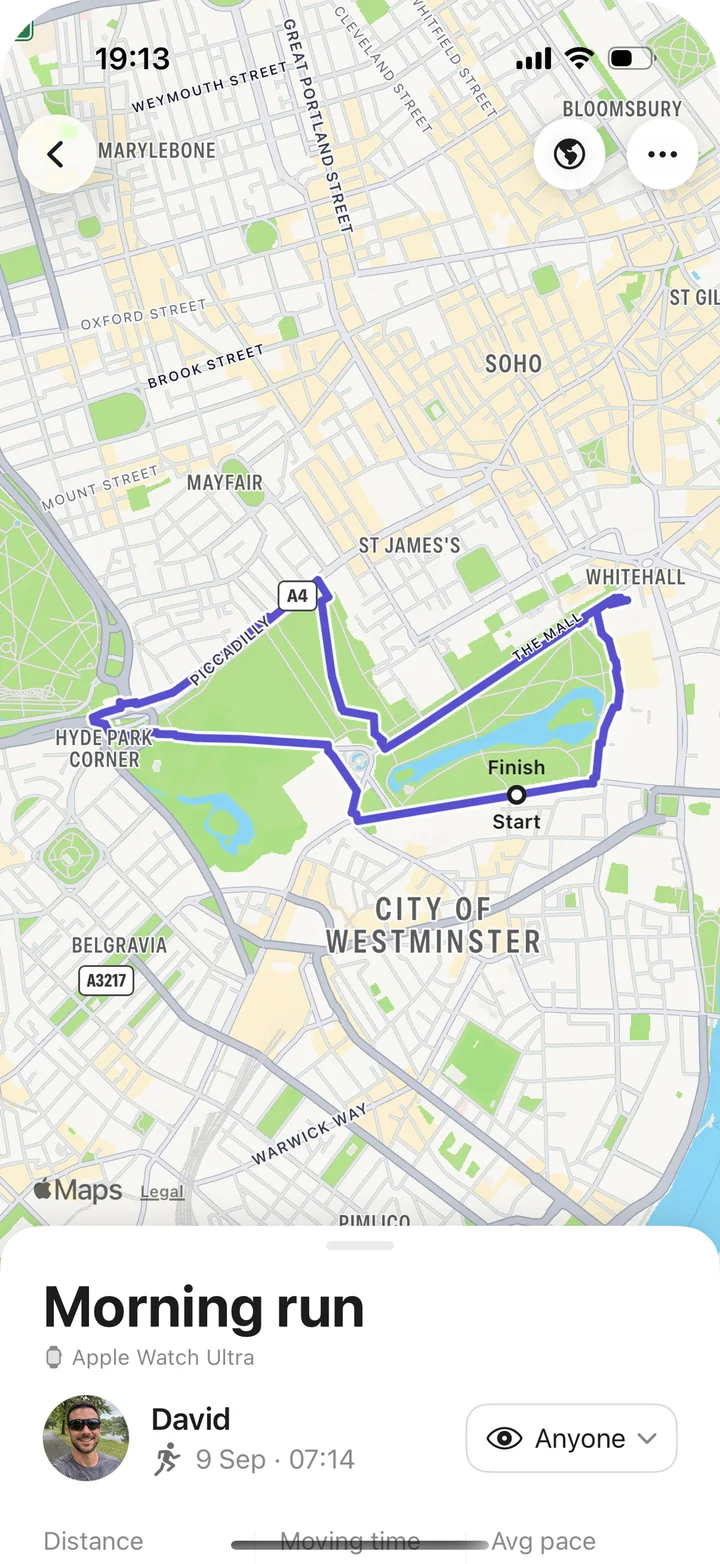 19:13
GREAT PORTLAND STREET
CLEVELAND STREET
WHITFIELD STREET
WEYMOUTH STREET
BLOOMSBURY
MARYLEBONE
ST GIL
OXFORD STREET
BROOK STREET
SOHO
MOUNT STREET
MAYFAIR
ST JAMES'S
WHITEHALL
A4
PICCADILLY
THE MALL
HYDE PARK
CORNER
Finish
Start
CITY OF
WESTMINSTER
BELGRAVIA
A3217
WARWICK WAY
Maps
Legal
PIMLICO
Morning run
Apple Watch Ultra
David
9 Sep · 07:14
Anyone
Distance
Moving time
Avg pace